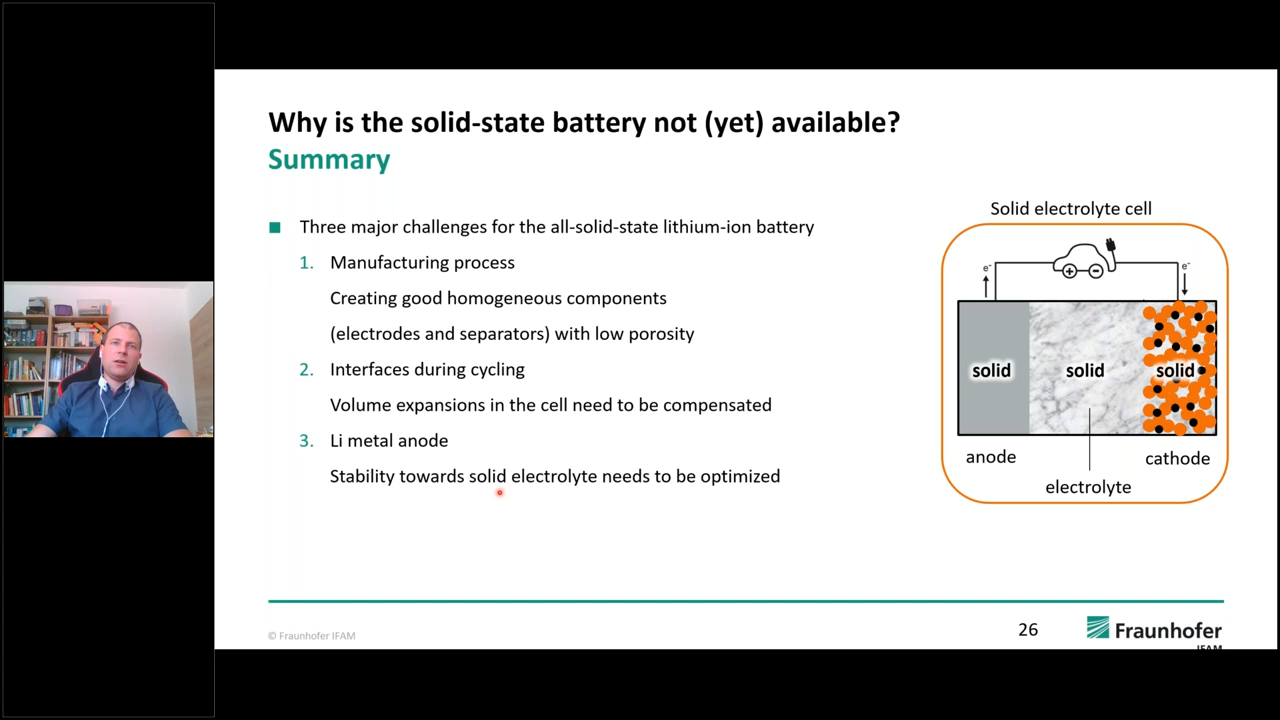 Why is the solid-state battery not (yet) available?
Summary
Three major challenges for the all-solid-state lithium-ion battery
1. Manufacturing process
Creating good homogeneous components
(electrodes and separators) with low porosity
2. Interfaces during cycling
Volume expansions in the cell need to be compensated
3. Li metal anode
Stability towards solid electrolyte needs to be optimized
Solid electrolyte cell
e⁻
e⁻
solid
solid
solid
anode
cathode
electrolyte
© Fraunhofer IFAM
26
Fraunhofer
IFAM